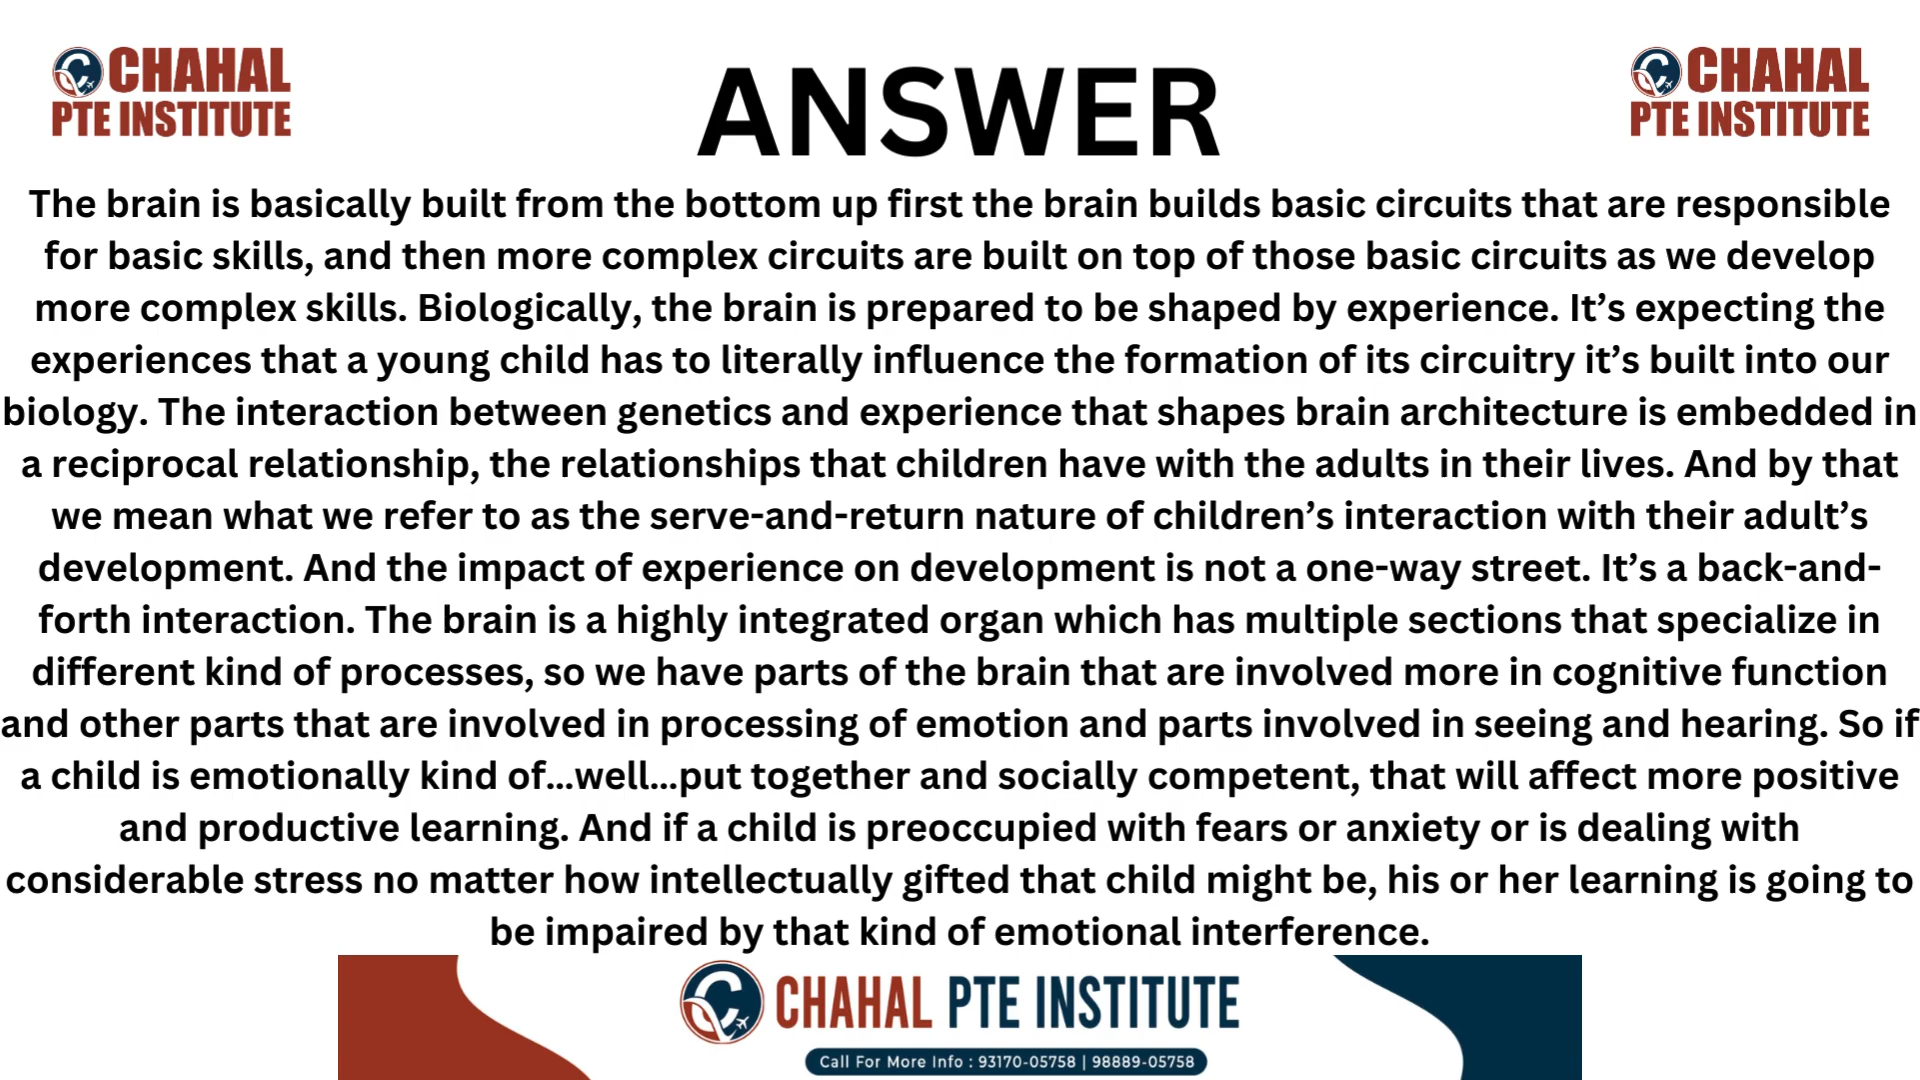 CHAHAL
PTE INSTITUTE
ANSWER
CHAHAL
PTE INSTITUTE
The brain is basically built from the bottom up first the brain builds basic circuits that are responsible
for basic skills, and then more complex circuits are built on top of those basic circuits as we develop
more complex skills. Biologically, the brain is prepared to be shaped by experience. It’s expecting the
experiences that a young child has to literally influence the formation of its circuitry it’s built into our
biology. The interaction between genetics and experience that shapes brain architecture is embedded in
a reciprocal relationship, the relationships that children have with the adults in their lives. And by that
we mean what we refer to as the serve-and-return nature of children’s interaction with their adult’s
development. And the impact of experience on development is not a one-way street. It’s a back-and-
forth interaction. The brain is a highly integrated organ which has multiple sections that specialize in
different kind of processes, so we have parts of the brain that are involved more in cognitive function
and other parts that are involved in processing of emotion and parts involved in seeing and hearing. So if
a child is emotionally kind of...well...put together and socially competent, that will affect more positive
and productive learning. And if a child is preoccupied with fears or anxiety or is dealing with
considerable stress no matter how intellectually gifted that child might be, his or her learning is going to
be impaired by that kind of emotional interference.
CHAHAL PTE INSTITUTE
Call For More Info : 93170-05758 | 98889-05758